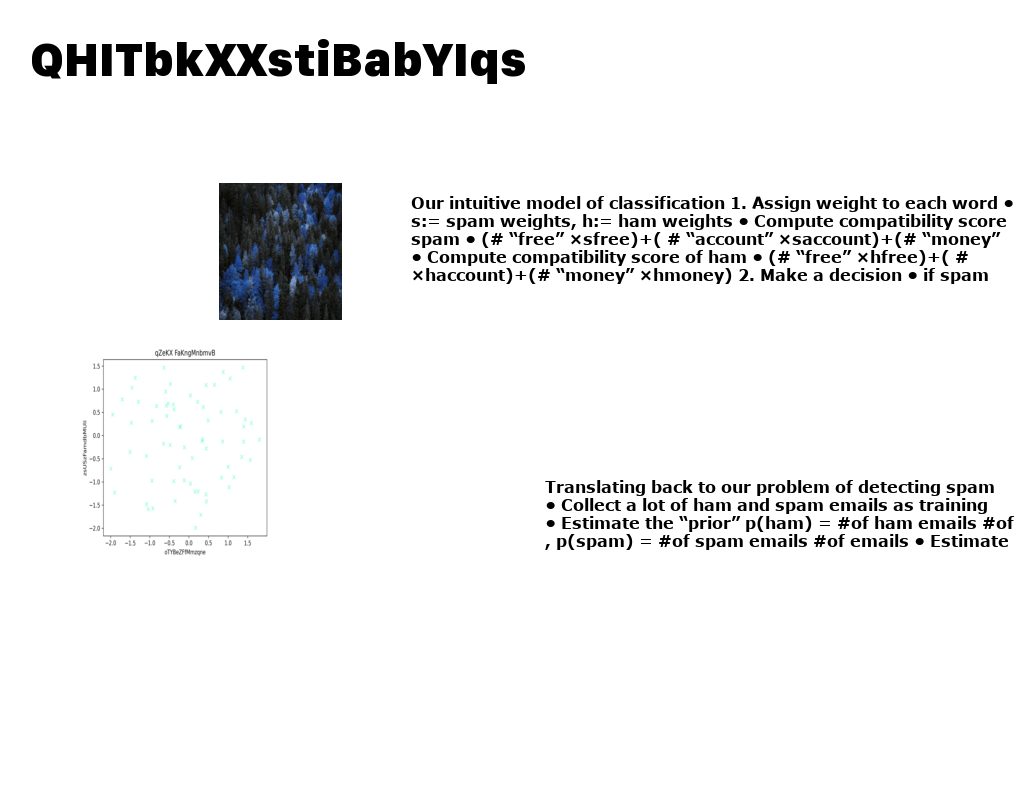 QHITbkXXstiBabYIqs
Our intuitive model of classification 1. Assign weight to each word •
s:= spam weights, h:= ham weights • Compute compatibility score
spam • (# “free” ×sfree)+( # “account” ×saccount)+(# “money”
• Compute compatibility score of ham • (# “free” ×hfree)+( #
×haccount)+(# “money” ×hmoney) 2. Make a decision • if spam
qZeKX FaKngMnbmvB
1.5
1.0
0.5
0.0
−0.5
−1.0
−1.5
−2.0
−2.0 −1.5 −1.0 −0.5 0.0 0.5 1.0 1.5
oTYBeZFfMmzqne
Translating back to our problem of detecting spam
• Collect a lot of ham and spam emails as training
• Estimate the “prior” p(ham) = #of ham emails #of
, p(spam) = #of spam emails #of emails • Estimate